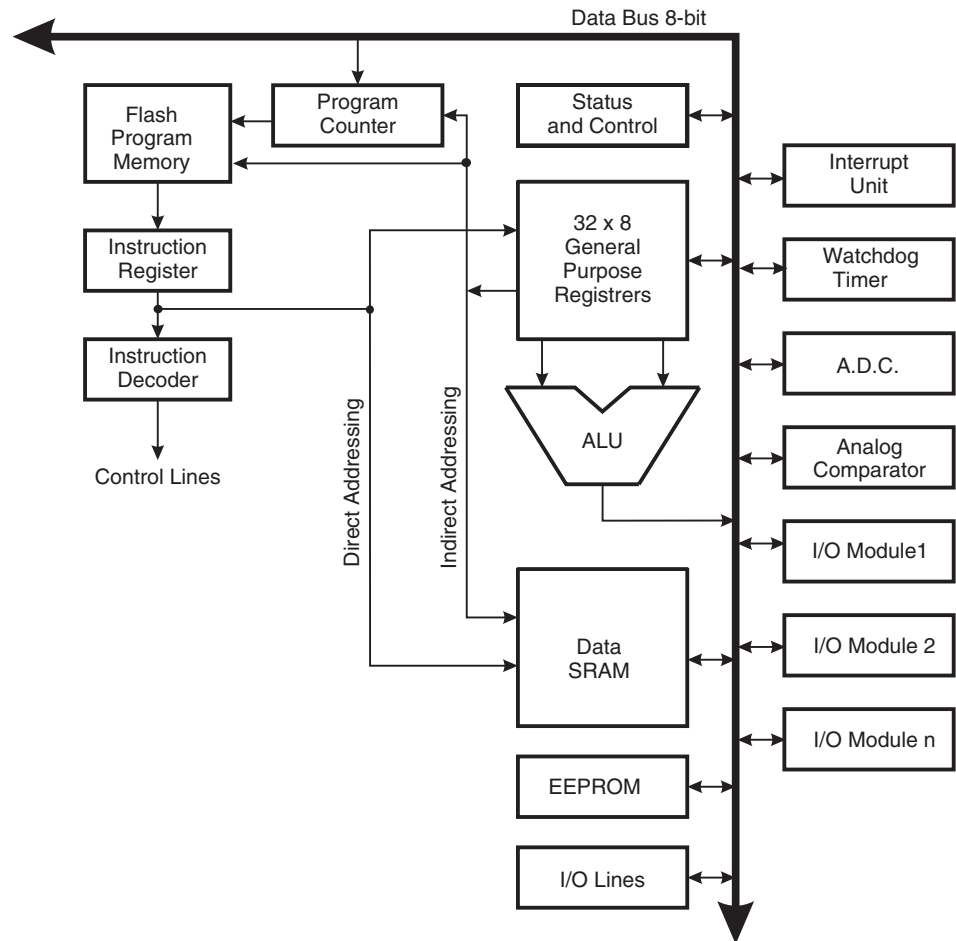 Data Bus 8-bit
Flash
Program
Memory
Program
Counter
Status
and Control
Interrupt
Unit
32 x 8
General
Purpose
Registrers
Instruction
Register
Watchdog
Timer
Instruction
Decoder
A.D.C.
Direct Addressing
Indirect Addressing
ALU
Analog
Comparator
Control Lines
I/O Module1
Data
SRAM
I/O Module 2
I/O Module n
EEPROM
I/O Lines